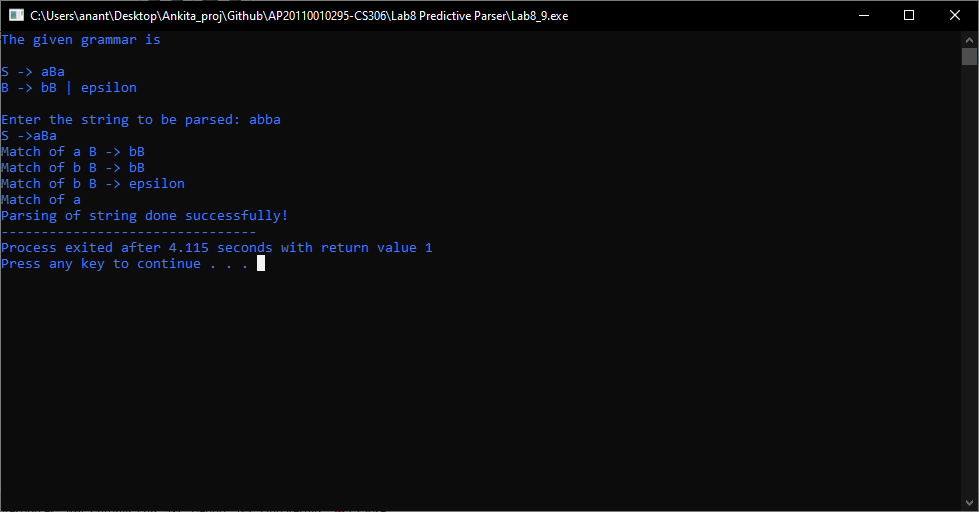 C:\Users\anant\Desktop\Ankita_proj\Github\AP20110010295-CS306\Lab8 Predictive Parser\Lab8_9.exe
The given grammar is
S -> aBa
B -> bB | epsilon
Enter the string to be parsed: abba
S ->aBa
Match of a B -> bB
Match of b B -> bB
Match of b B -> epsilon
Match of a
Parsing of string done successfully!
--------------------------------
Process exited after 4.115 seconds with return value 1
Press any key to continue . . .